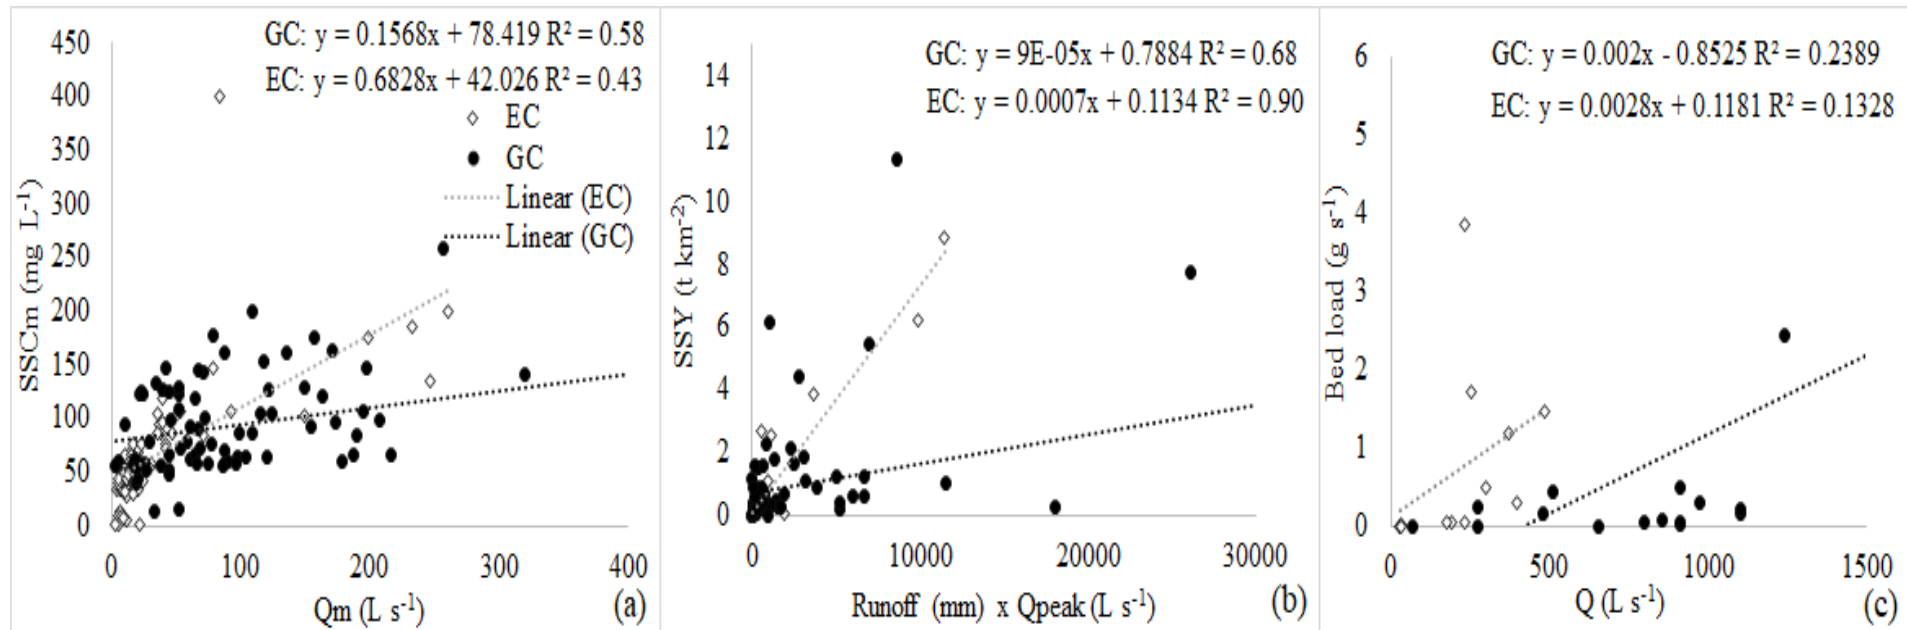 GC: y = 0.1568x + 78.419 R² = 0.58
EC: y = 0.6828x + 42.026 R² = 0.43
EC
GC
Linear (EC)
Linear (GC)
SSCm (mg L⁻¹)
450
400
350
300
250
200
150
100
50
0
0 100 200 300 400
Qm (L s⁻¹)
(a)
GC: y = 9E-05x + 0.7884 R² = 0.68
EC: y = 0.0007x + 0.1134 R² = 0.90
SSY (t km⁻²)
14
12
10
8
6
4
2
0
0 10000 20000 30000
Runoff (mm) x Qpeak (L s⁻¹)
(b)
GC: y = 0.002x - 0.8525 R² = 0.2389
EC: y = 0.0028x + 0.1181 R² = 0.1328
Bed load (g s⁻¹)
6
5
4
3
2
1
0
0 500 1000 1500
Q (L s⁻¹)
(c)